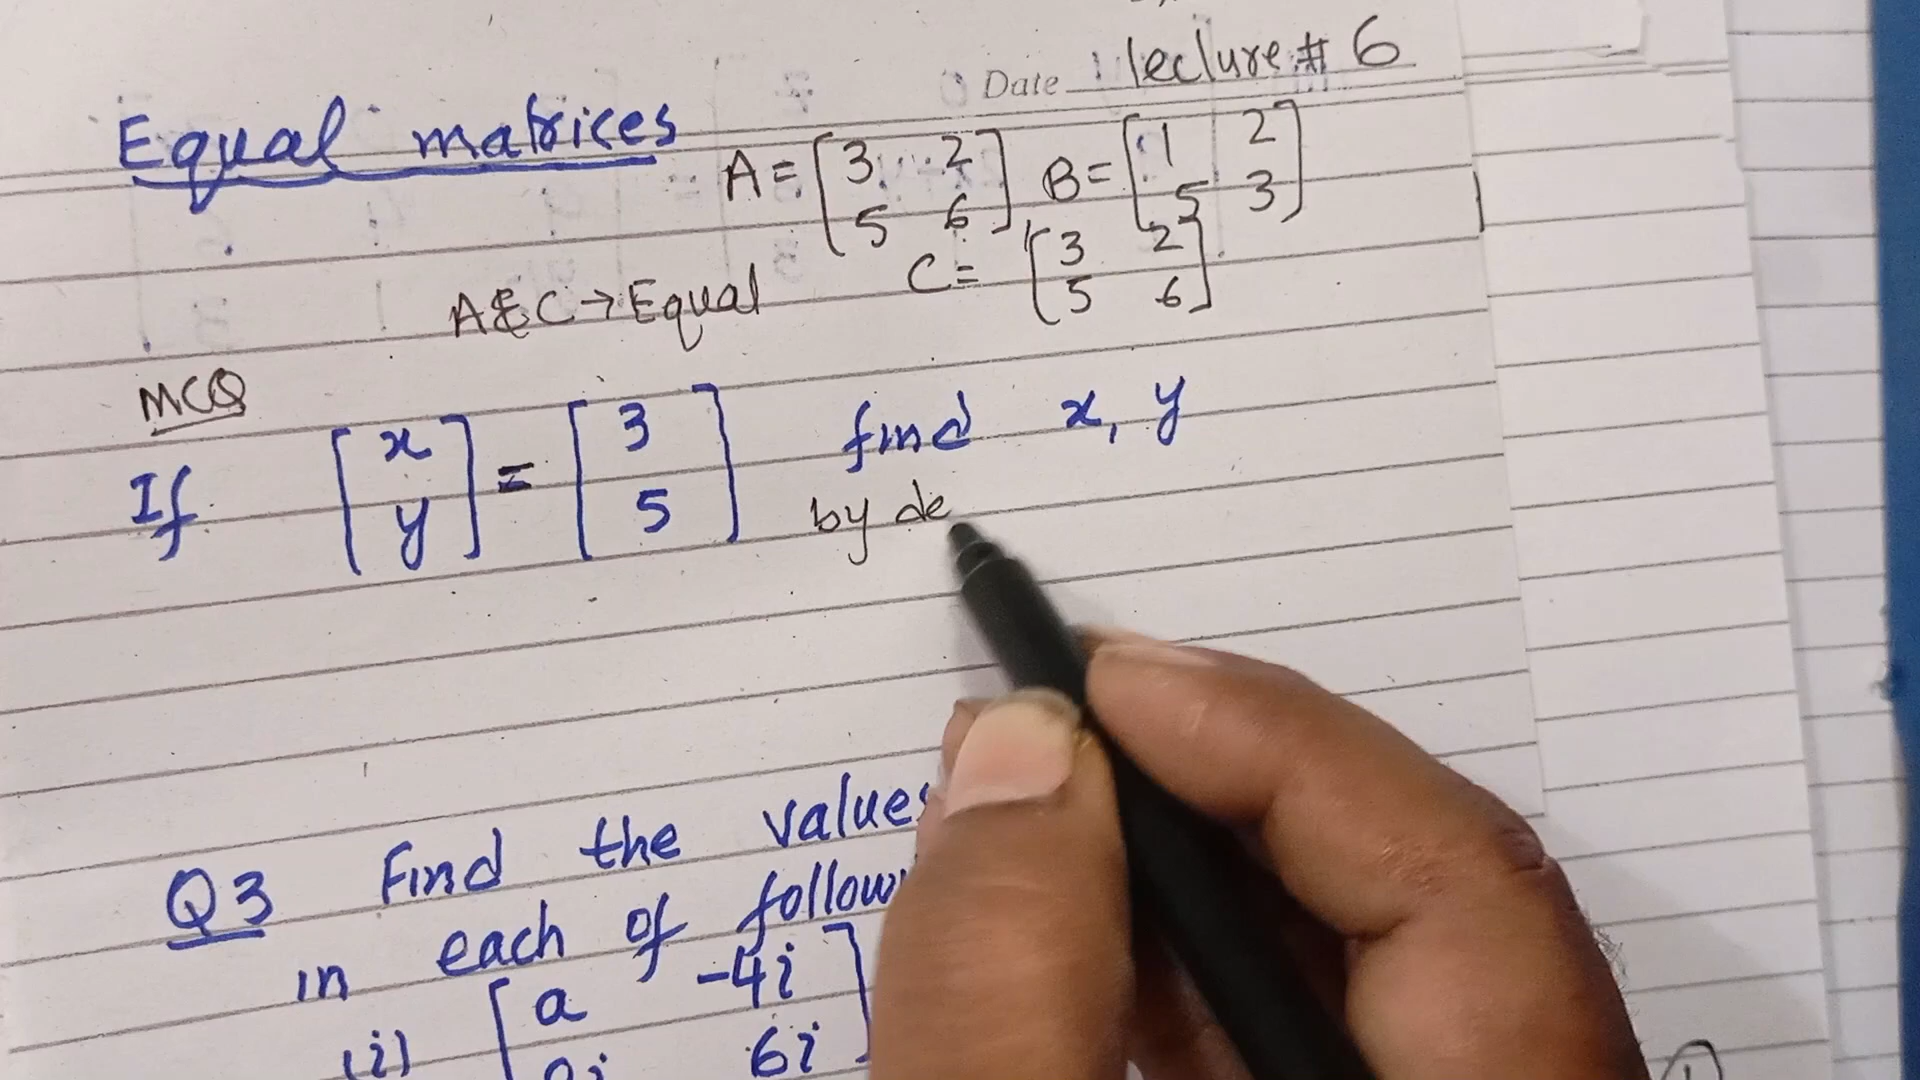 Date lecture # 6
Equal matrices
A = [3 2
5 6] B = [1 2
5 3]
A & C → Equal C = [3 2
5 6]
MCQ
If [x
y] = [3
5] find x, y
by de
Q3 Find the values
in each of follow
(i) [a -4i
6i]